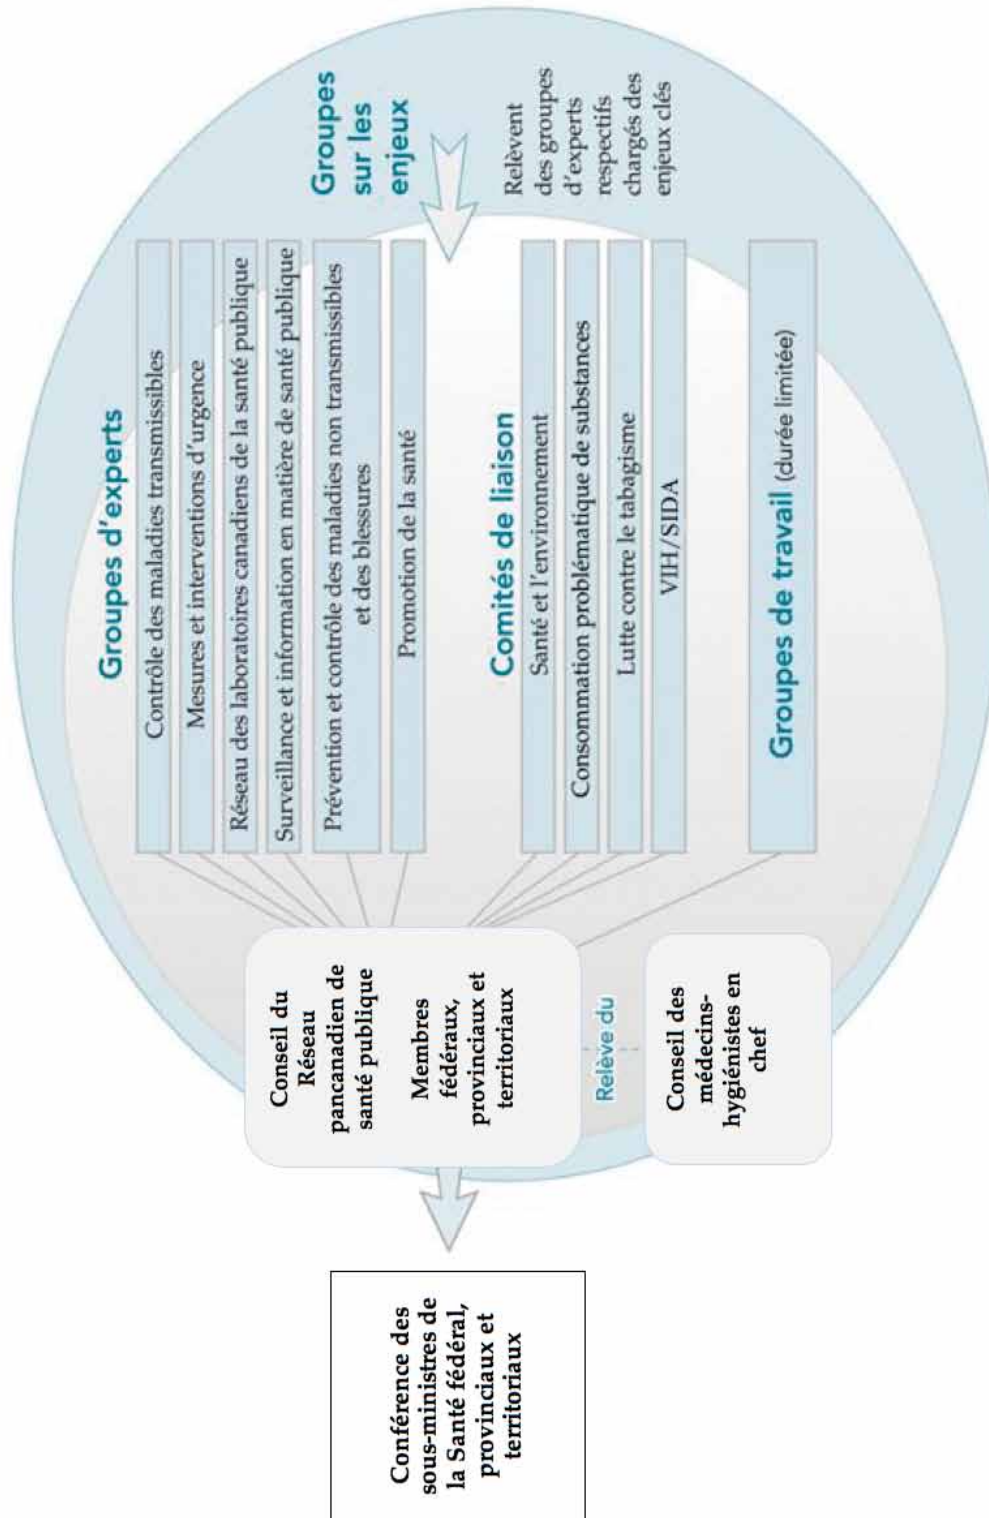 Conférence des
sous-ministres de
la Santé fédéral,
provinciaux et
territoriaux
Conseil du
Réseau
pancanadien de
santé publique
Membres
fédéraux,
provinciaux et
territoriaux
Relève du
Conseil des
médecins-
hygiénistes en
chef
Groupes d'experts
Contrôle des maladies transmissibles
Mesures et interventions d'urgence
Réseau des laboratoires canadiens de la santé publique
Surveillance et information en matière de santé publique
Prévention et contrôle des maladies non transmissibles
et des blessures
Promotion de la santé
Comités de liaison
Santé et l'environnement
Consommation problématique de substances
Lutte contre le tabagisme
VIH/SIDA
Groupes de travail (durée limitée)
Groupes
sur les
enjeux
Relèvent
des groupes
d'experts
respectifs
chargés des
enjeux clés